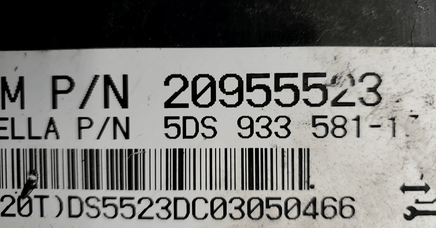 M P/N 20955523
ELLA P/N 5DS 933 581-1
20T)DS5523DC03050466